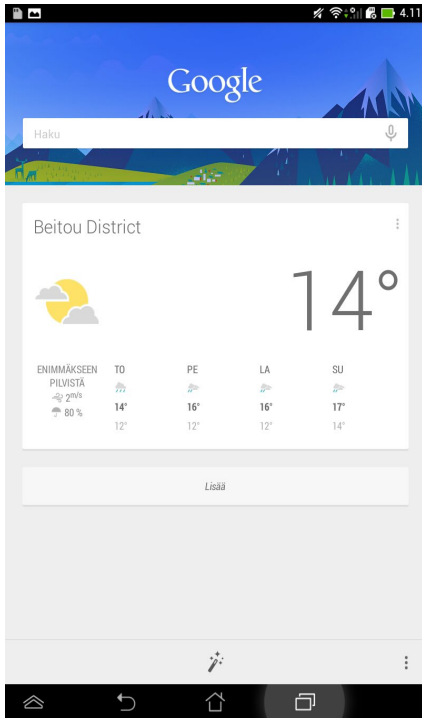 4.11
Google
Haku
Beitou District
14°
ENIMMÄKSEEN PILVISTÄ
2m/s
80 %
TO PE LA SU
14° 16° 16° 17°
12° 12° 12° 14°
Lisää